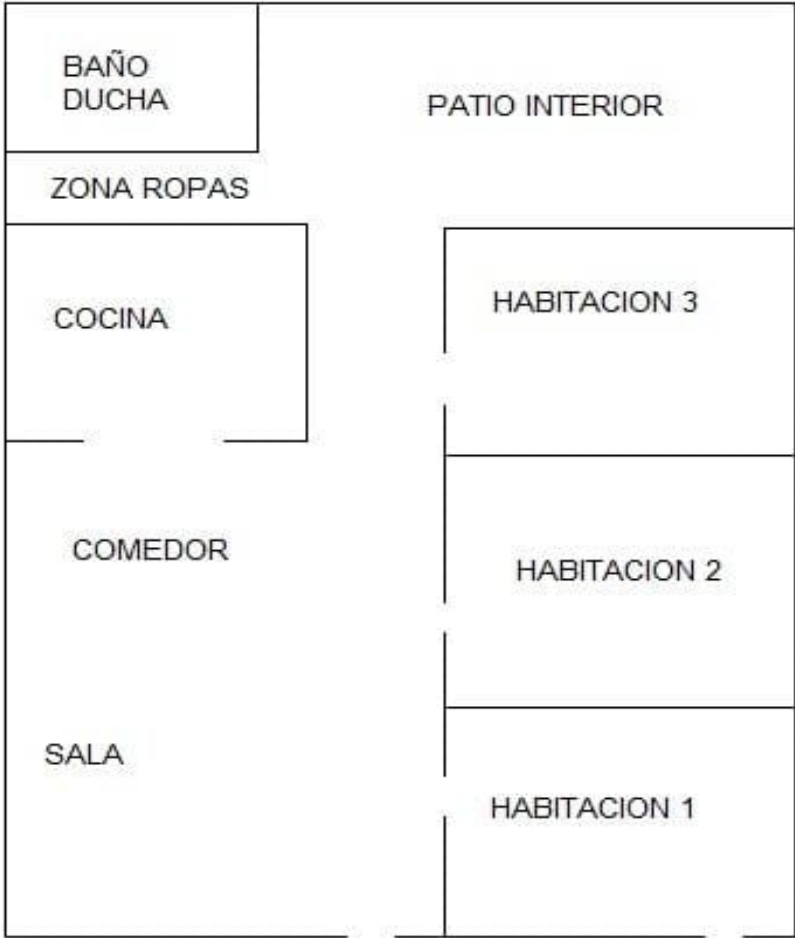 BAÑO
DUCHA
PATIO INTERIOR
ZONA ROPAS
COCINA
HABITACION 3
COMEDOR
HABITACION 2
SALA
HABITACION 1